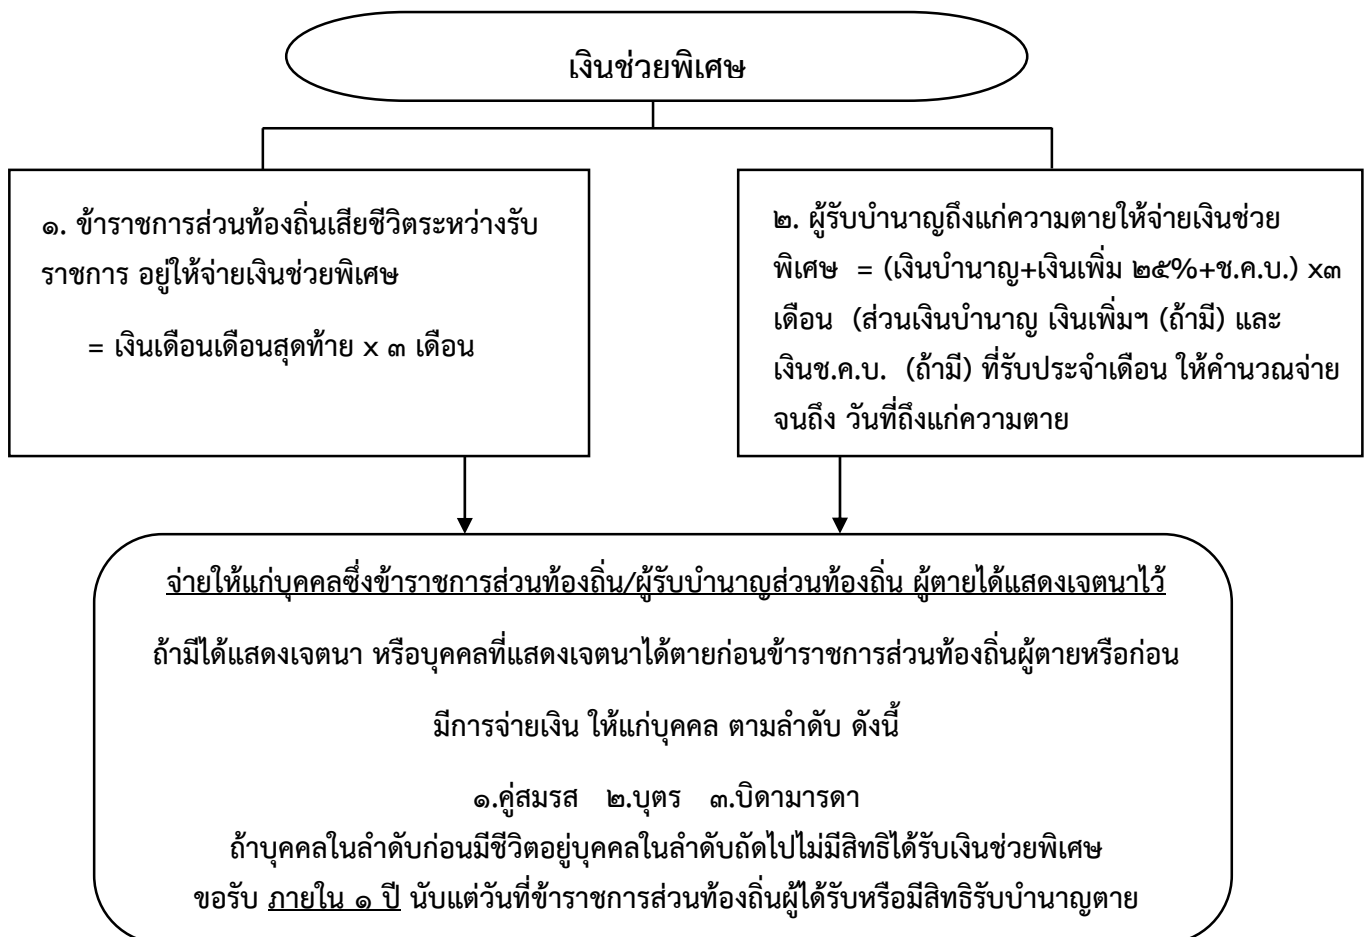 เงินช่วยพิเศษ
๑. ข้าราชการส่วนท้องถิ่นเสียชีวิตระหว่างรับ
ราชการ อยู่ให้จ่ายเงินช่วยพิเศษ
= เงินเดือนเดือนสุดท้าย x ๓ เดือน
๒. ผู้รับบำนาญถึงแก่ความตายให้จ่ายเงินช่วย
พิเศษ = (เงินบำนาญ+เงินเพิ่ม ๒๕%+ช.ค.บ.) x๓
เดือน (ส่วนเงินบำนาญ เงินเพิ่มฯ (ถ้ามี) และ
เงินช.ค.บ. (ถ้ามี) ที่รับประจำเดือน ให้คำนวณจ่าย
จนถึง วันที่ถึงแก่ความตาย
จ่ายให้แก่บุคคลซึ่งข้าราชการส่วนท้องถิ่น/ผู้รับบำนาญส่วนท้องถิ่น ผู้ตายได้แสดงเจตนาไว้
ถ้ามีได้แสดงเจตนา หรือบุคคลที่แสดงเจตนาได้ตายก่อนข้าราชการส่วนท้องถิ่นผู้ตายหรือก่อน
มีการจ่ายเงิน ให้แก่บุคคล ตามลำดับ ดังนี้
๑.คู่สมรส ๒.บุตร ๓.บิดามารดา
ถ้าบุคคลในลำดับก่อนมีชีวิตอยู่บุคคลในลำดับถัดไปไม่มีสิทธิได้รับเงินช่วยพิเศษ
ขอรับ ภายใน ๑ ปี นับแต่วันที่ข้าราชการส่วนท้องถิ่นผู้ได้รับหรือมีสิทธิรับบำนาญตาย